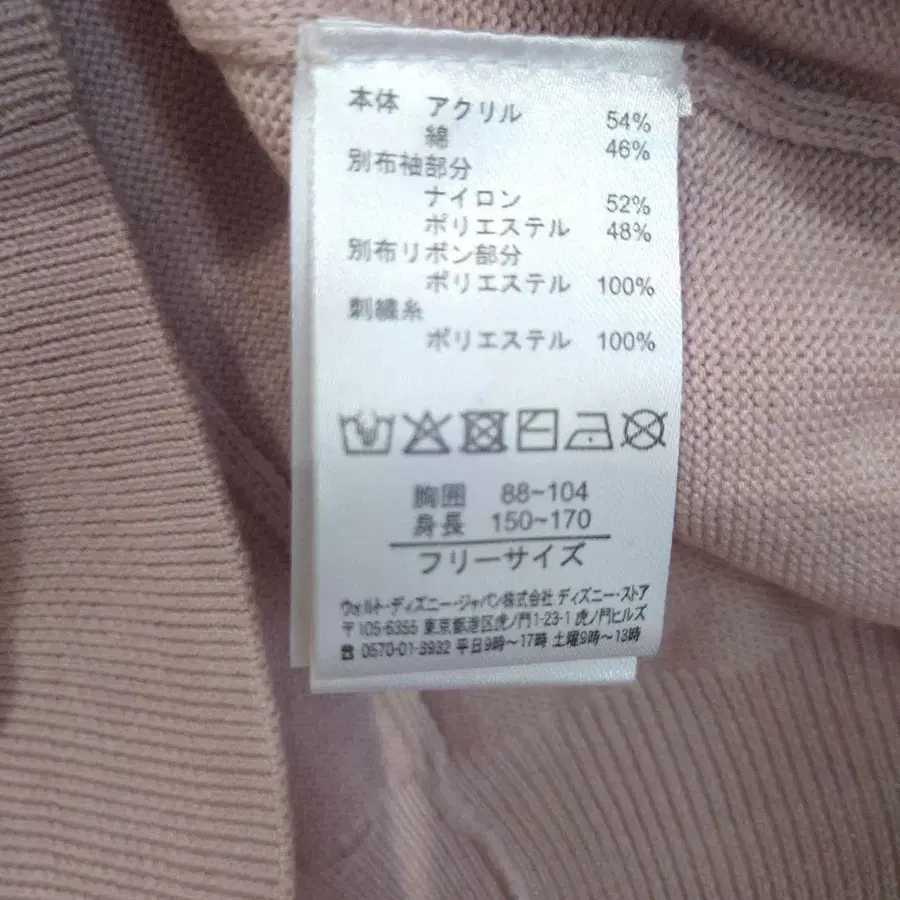 本体 アクリル 54%
綿 46%
別布袖部分
ナイロン 52%
ポリエステル 48%
別布リボン部分
ポリエステル 100%
刺繍糸
ポリエステル 100%
胸囲 88~104
身長 150~170
フリーサイズ
ウォルト・ディズニー・ジャパン株式会社 ディズニー・ストア
〒105-6355 東京都港区虎ノ門1-23-1 虎ノ門ヒルズ
☎ 0570-01-3932 平日9時〜17時 土曜9時〜13時